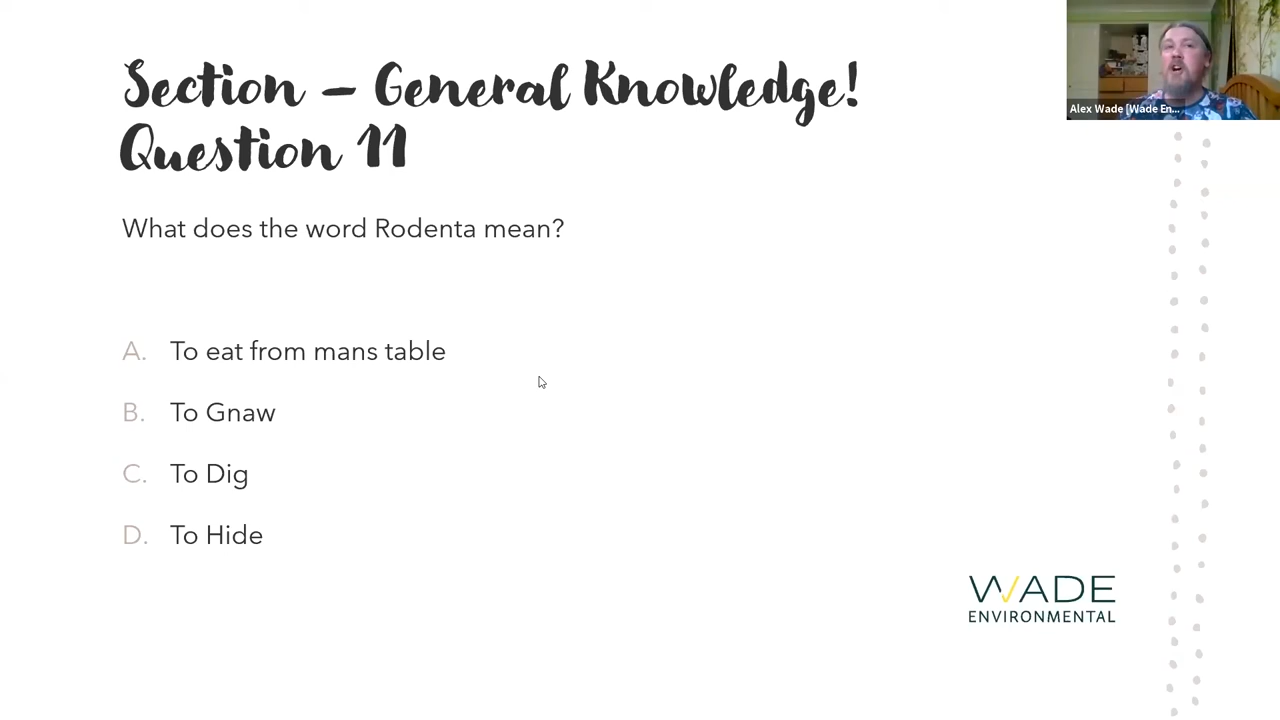 Section – General Knowledge!
Question 11
What does the word Rodenta mean?
A. To eat from mans table
B. To Gnaw
C. To Dig
D. To Hide
WADE
ENVIRONMENTAL
Alex Wade [Wade En...